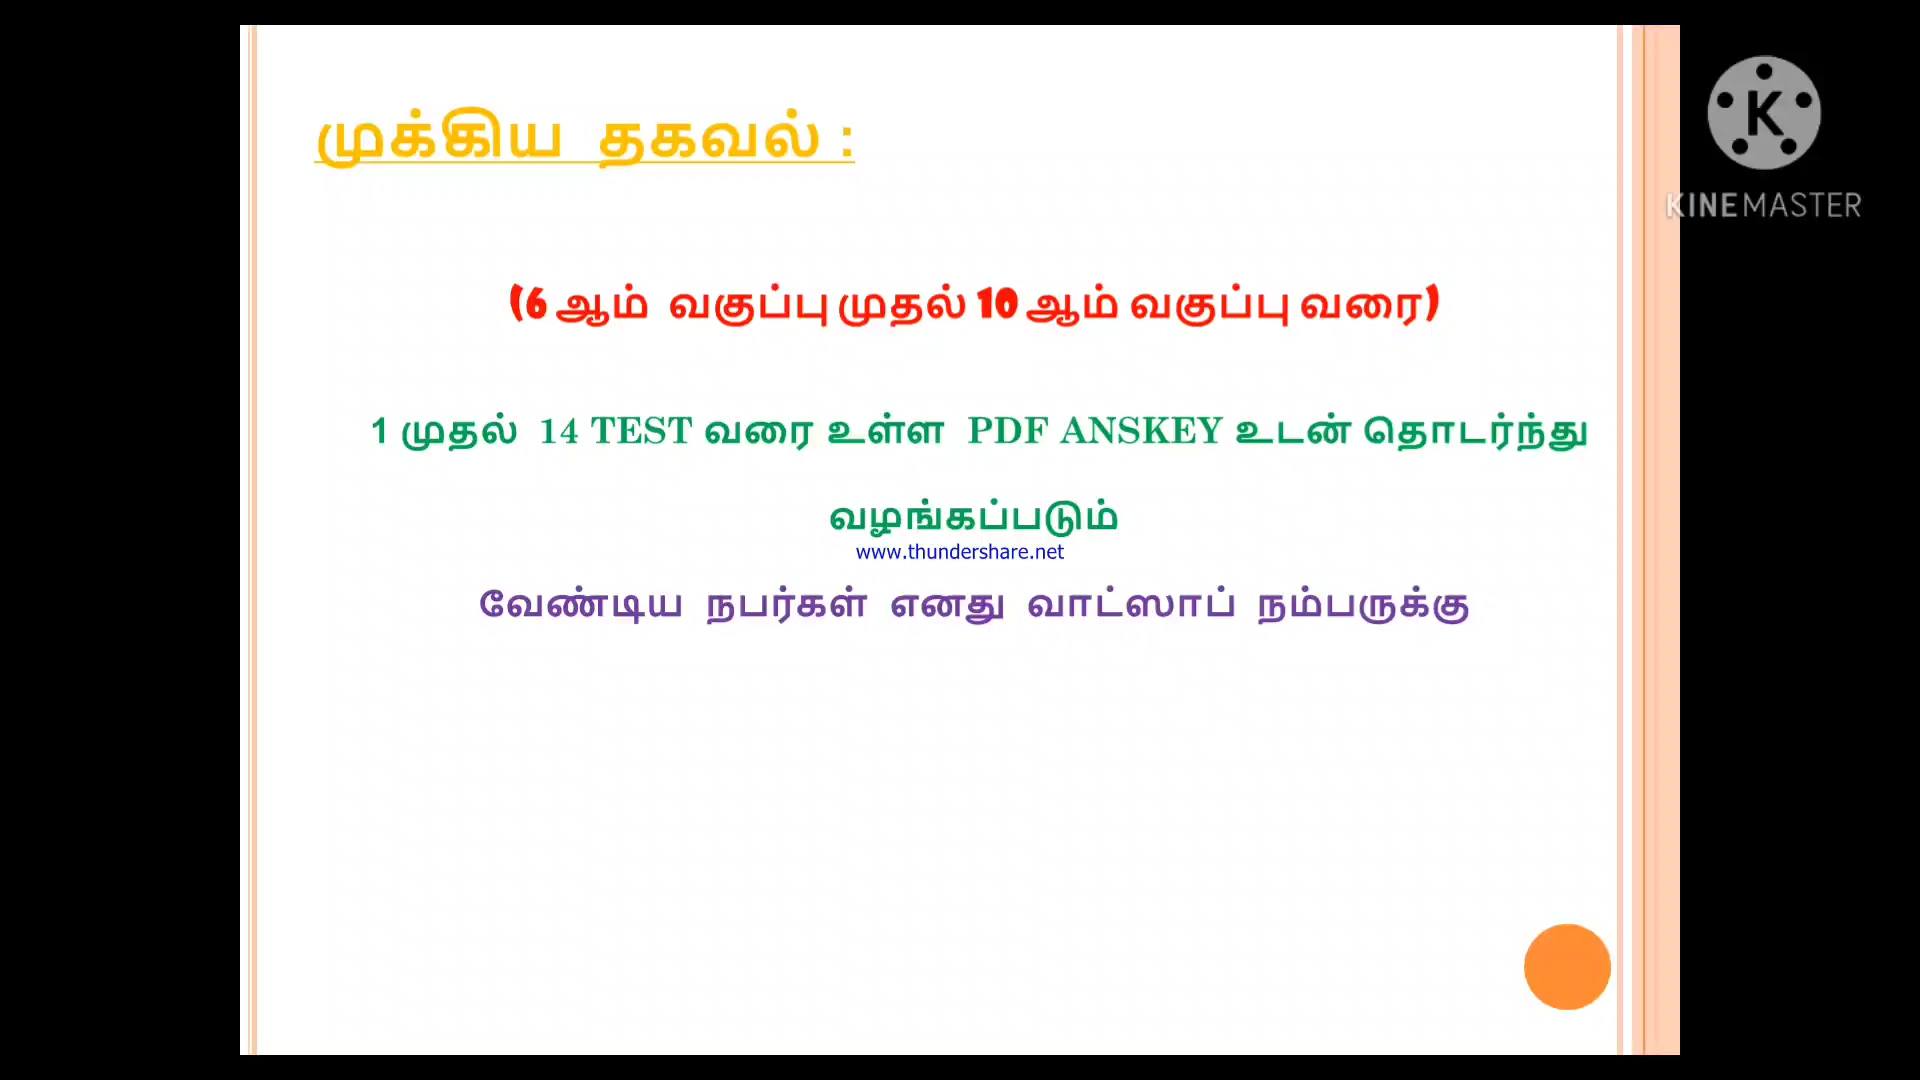 முக்கிய தகவல் :
K
KINEMASTER
(6 ஆம் வகுப்பு முதல் 10 ஆம் வகுப்பு வரை)
1 முதல் 14 TEST வரை உள்ள PDF ANSKEY உடன் தொடர்ந்து
வழங்கப்படும்
www.thundershare.net
வேண்டிய நபர்கள் எனது வாட்ஸாப் நம்பருக்கு